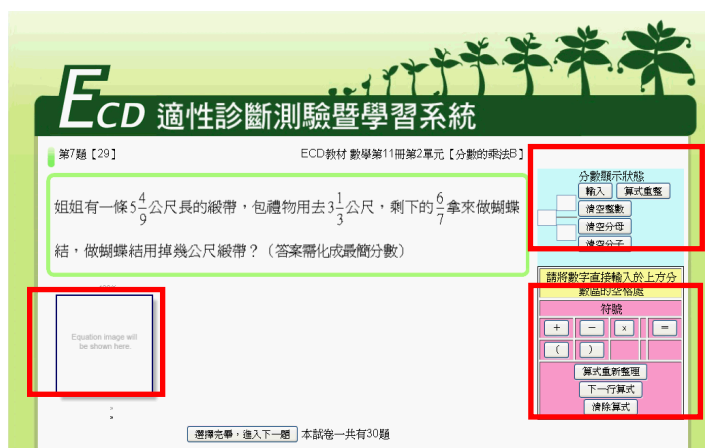 ECD 適性診斷測驗暨學習系統
第7題【29】
ECD教材 數學第11冊第2單元【分數的乘法B】
姐姐有一條5 4/9公尺長的緞帶，包禮物用去3 1/3公尺，剩下的6/7拿來做蝴蝶
結，做蝴蝶結用掉幾公尺緞帶？（答案需化成最簡分數）
分數顯示狀態
輸入 算式重整
清空整數
清空分母
清空分子
請將數字直接輸入於上方分
數區的空格處
符號
+ － x ＝
( )
算式重新整理
下一行算式
清除算式
Equation image will
be shown here.
選擇完畢，進入下一題 本試卷一共有30題